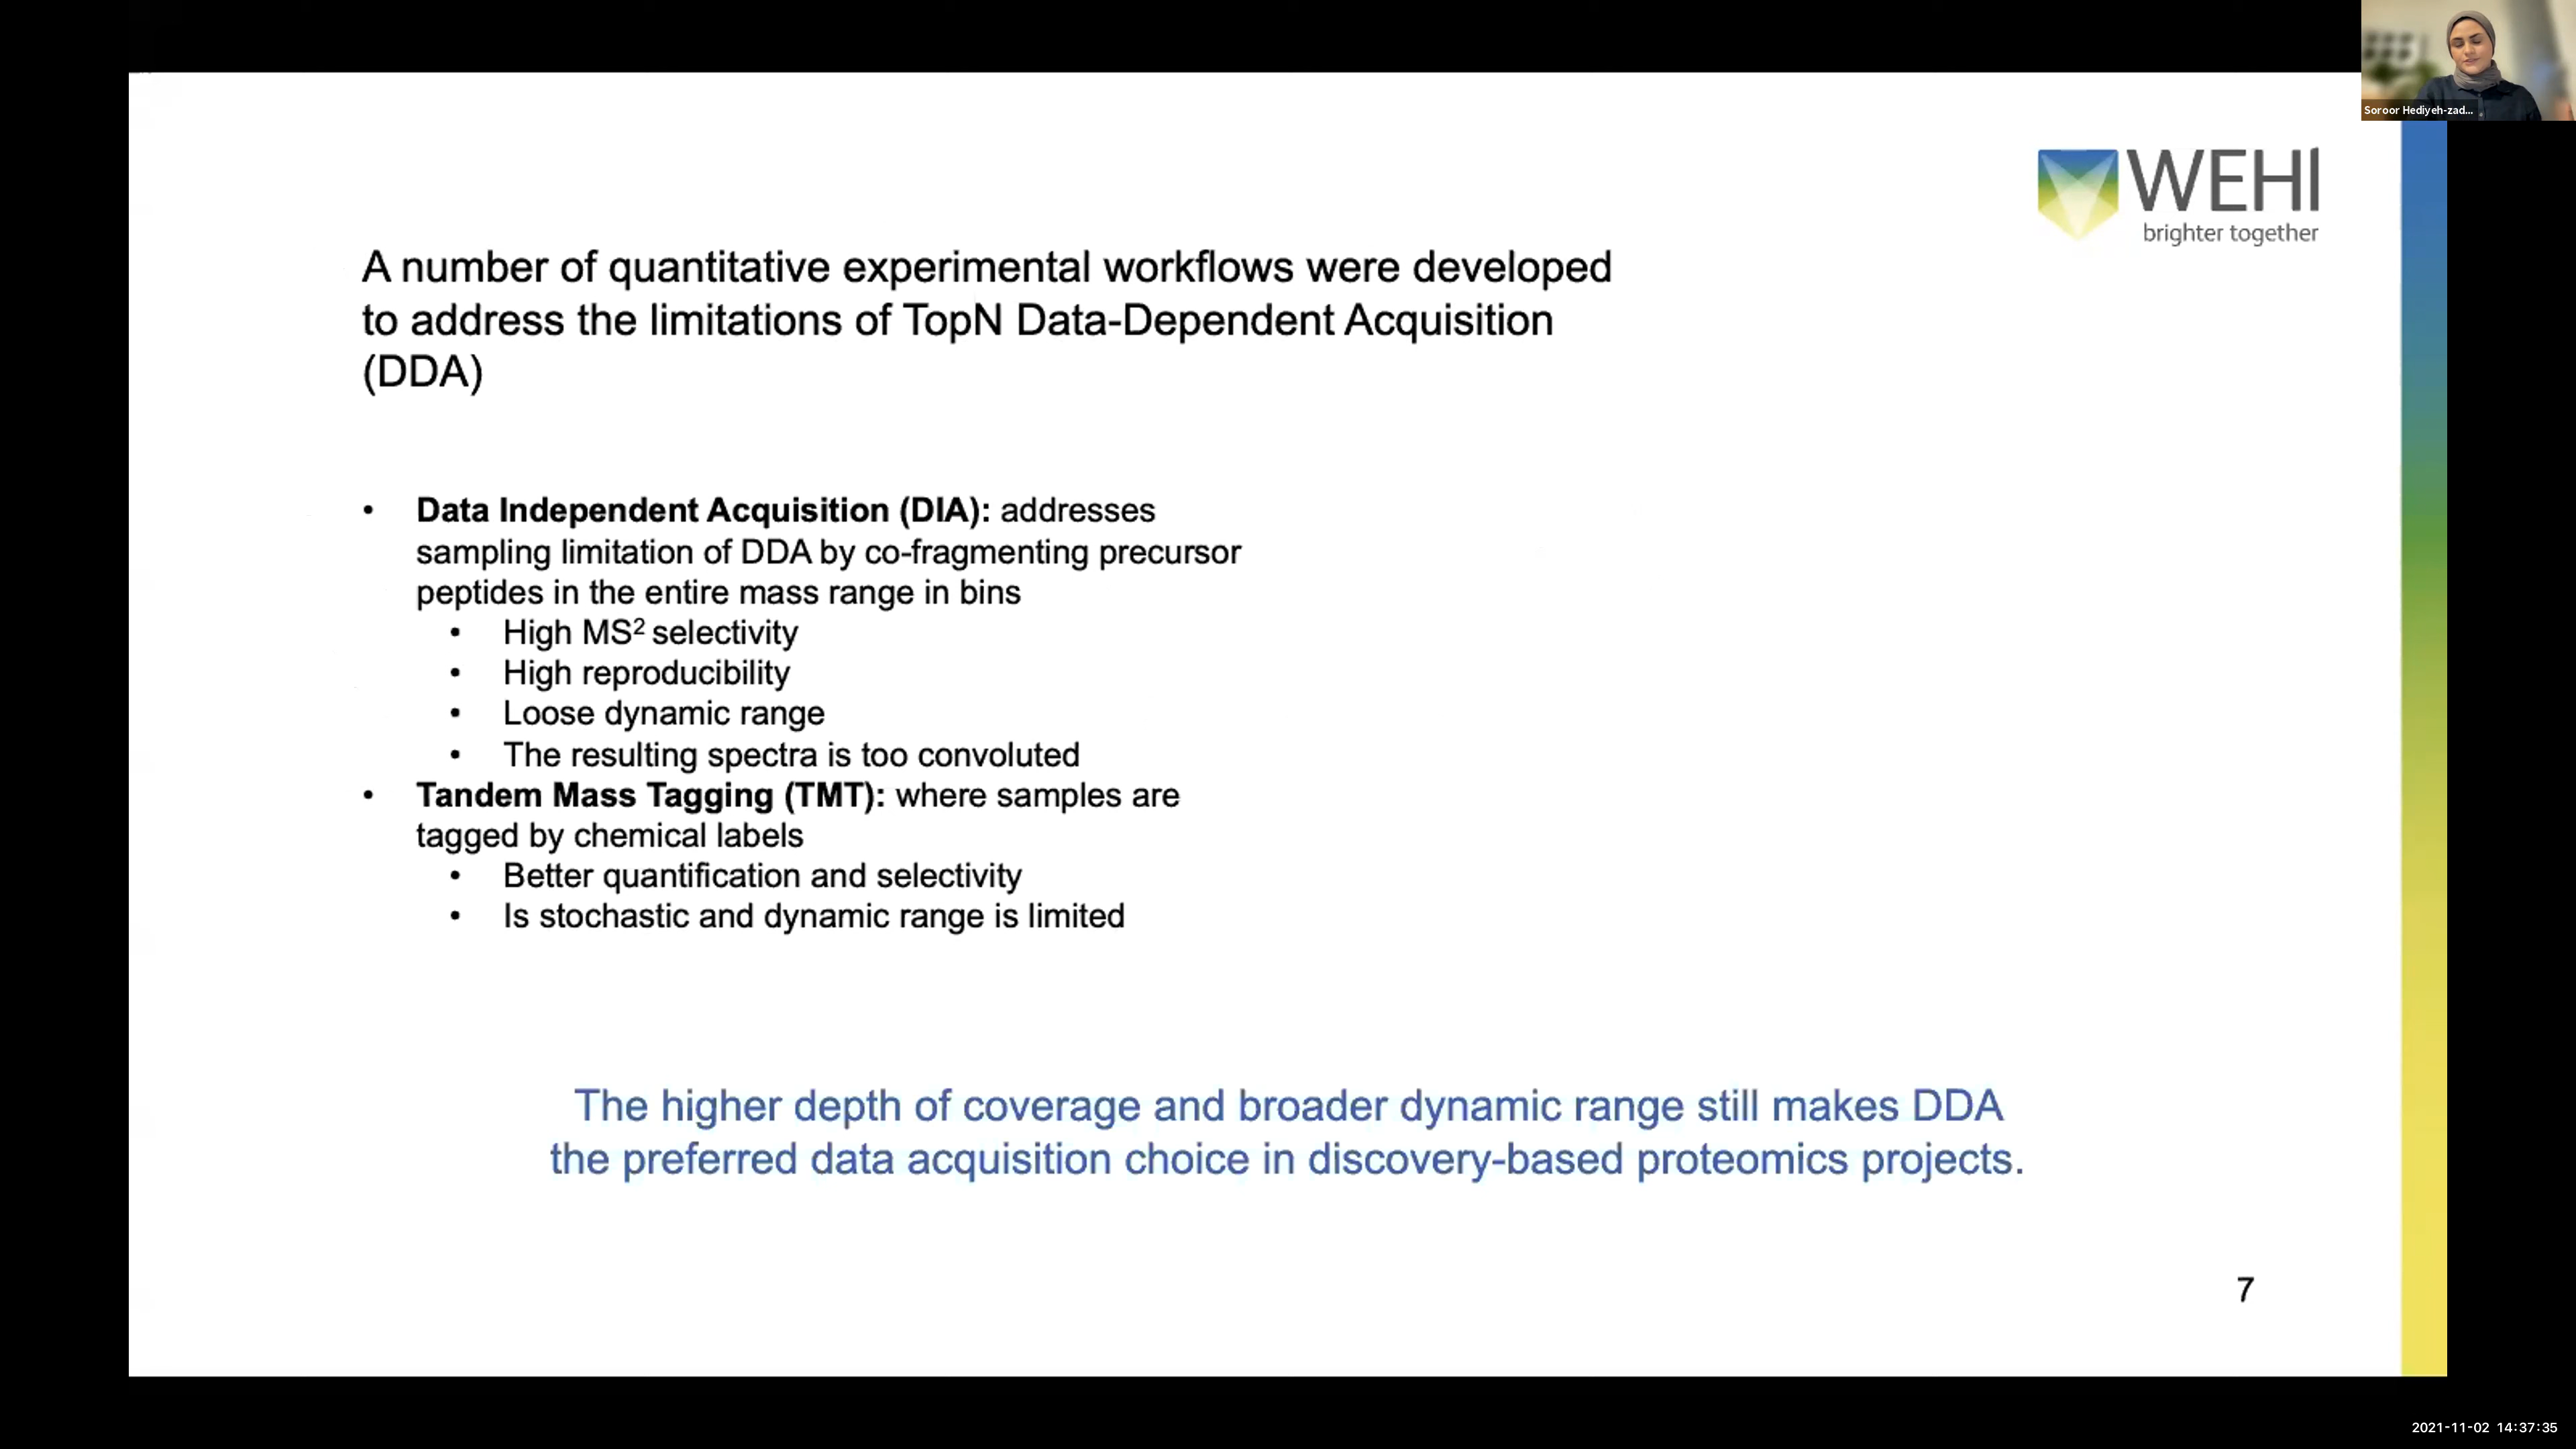 Soroor Hediyeh-zad...
WEHI
brighter together
A number of quantitative experimental workflows were developed
to address the limitations of TopN Data-Dependent Acquisition
(DDA)
• Data Independent Acquisition (DIA): addresses
sampling limitation of DDA by co-fragmenting precursor
peptides in the entire mass range in bins
• High MS² selectivity
• High reproducibility
• Loose dynamic range
• The resulting spectra is too convoluted
• Tandem Mass Tagging (TMT): where samples are
tagged by chemical labels
• Better quantification and selectivity
• Is stochastic and dynamic range is limited
The higher depth of coverage and broader dynamic range still makes DDA
the preferred data acquisition choice in discovery-based proteomics projects.
7
2021-11-02 14:37:35